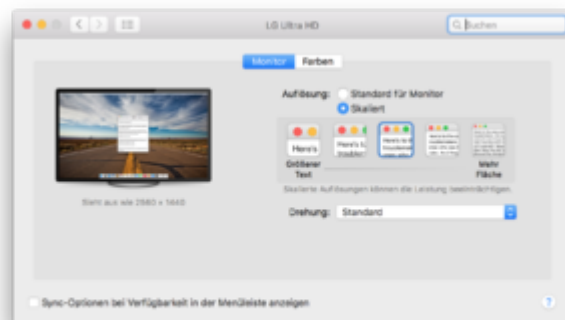 LG Ultra HD
Suchen
Monitor Farben
Auflösung: Standard für Monitor
Skaliert
Here's
Größerer Text
Mehr Fläche
Skalierte Auflösungen können die Leistung beeinträchtigen.
Sieht aus wie 2560 × 1440
Drehung: Standard
Sync-Optionen bei Verfügbarkeit in der Menüleiste anzeigen
?